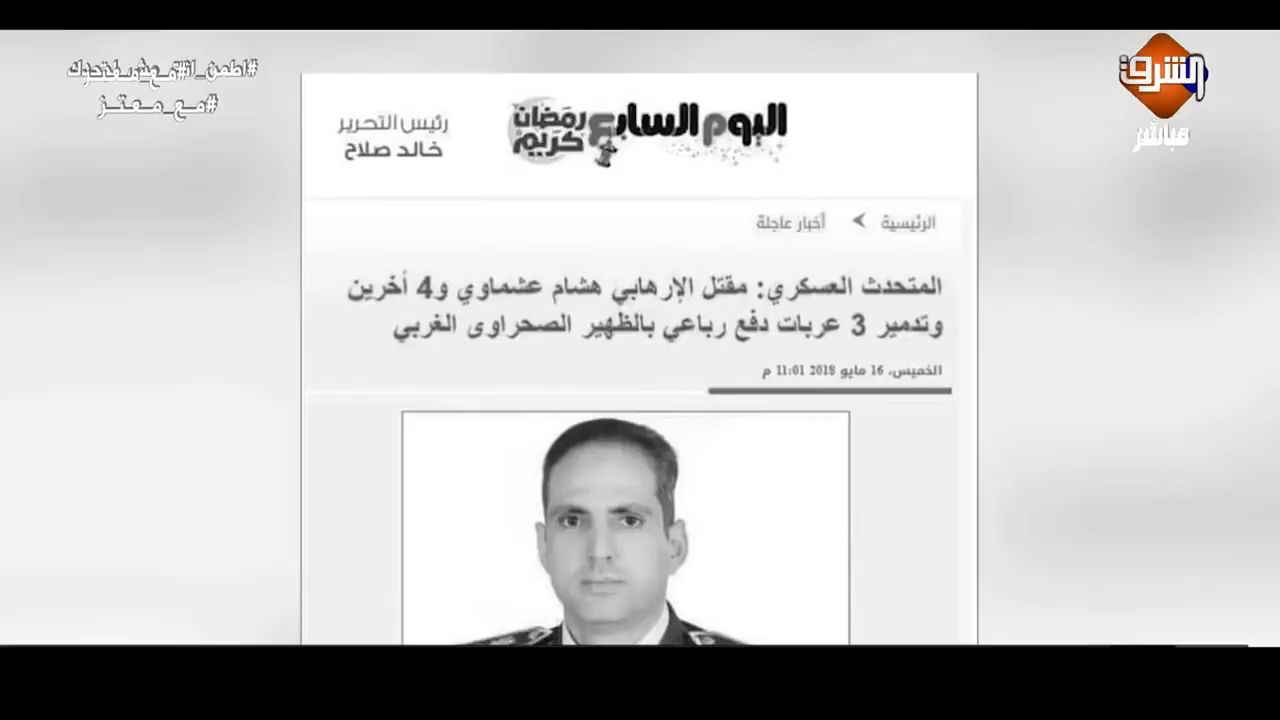 #مع_معتز
الشرق
مباشر
اليوم السابع
رمضان
كريم
رئيس التحرير
خالد صلاح
الرئيسية > أخبار عاجلة
المتحدث العسكري: مقتل الإرهابي هشام عشماوي و4 أخرين
وتدمير 3 عربات دفع رباعي بالظهير الصحراوى الغربي
الخميس، 16 مايو 2018 11:01 م